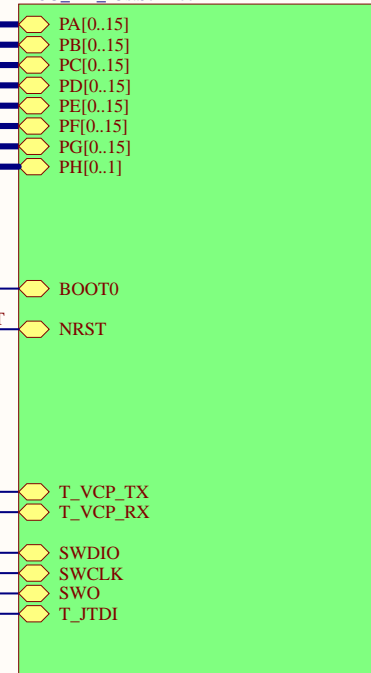 PA[0..15]
PB[0..15]
PC[0..15]
PD[0..15]
PE[0..15]
PF[0..15]
PG[0..15]
PH[0..1]
BOOT0
T
NRST
T_VCP_TX
T_VCP_RX
SWDIO
SWCLK
SWO
T_JTDI